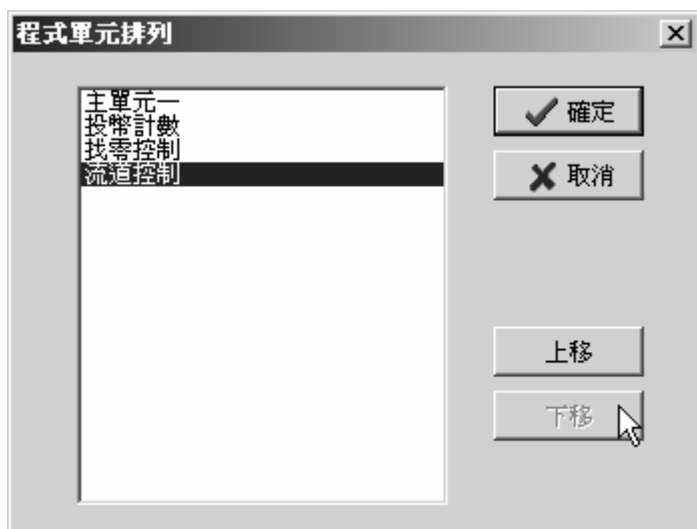 程式單元排列
主單元一
投幣計數
找零控制
流道控制
確定
取消
上移
下移